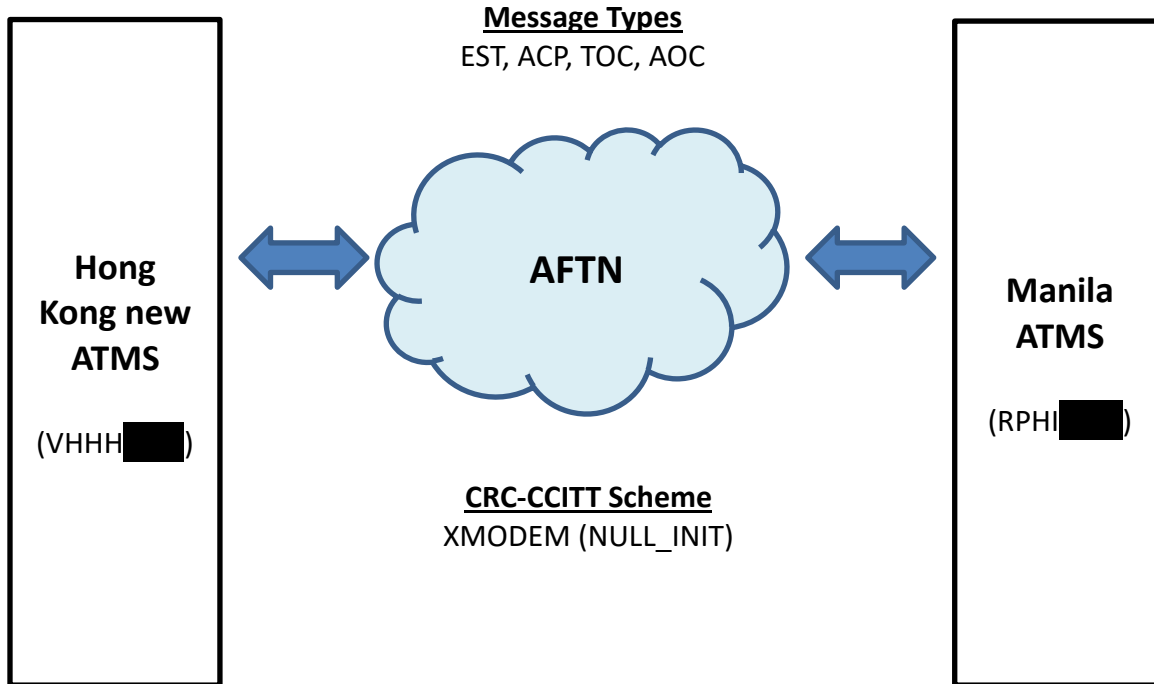 Message Types
EST, ACP, TOC, AOC
Hong
Kong new
ATMS
(VHHH )
AFTN
Manila
ATMS
(RPHI )
CRC-CCITT Scheme
XMODEM (NULL_INIT)